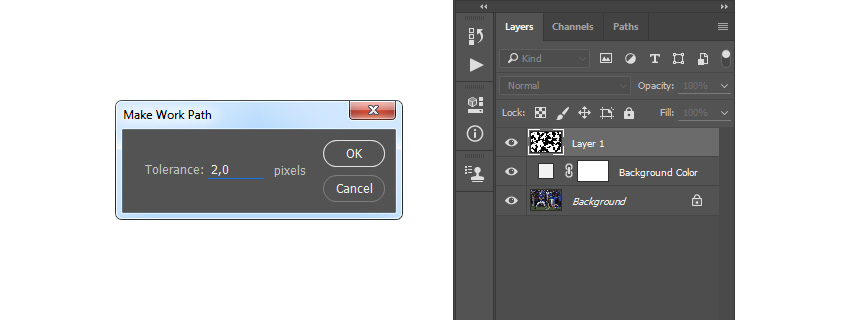 Make Work Path
Tolerance: 2,0 pixels
OK
Cancel
Layers Channels Paths
Kind
Normal Opacity: 100%
Lock: Fill: 100%
Layer 1
Background Color
Background